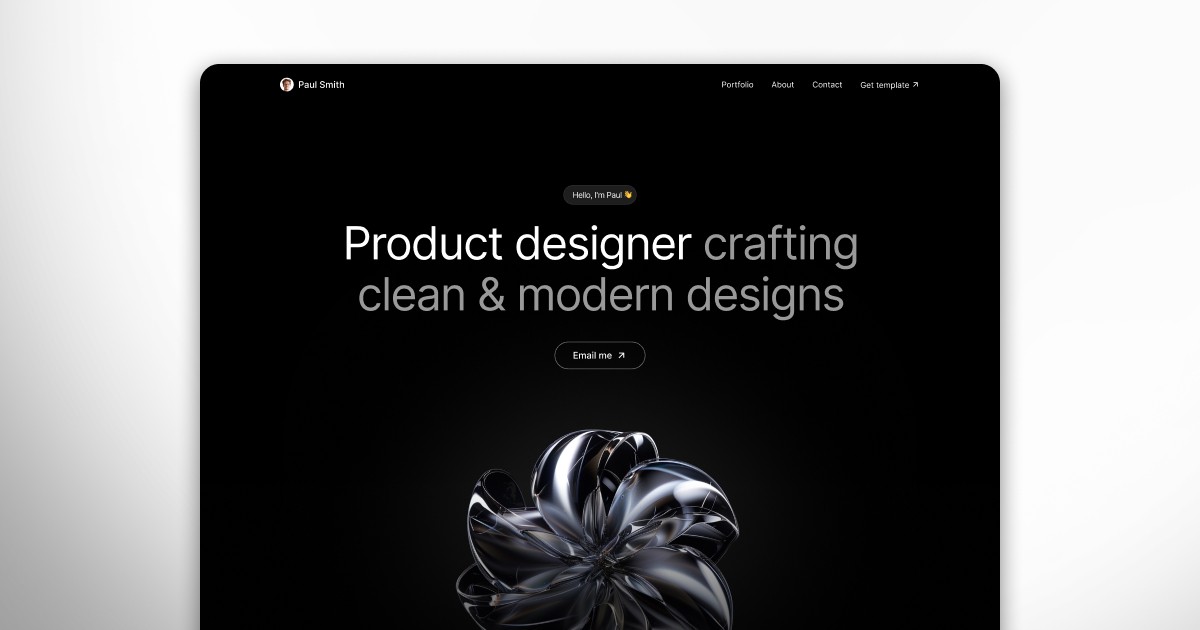 Paul Smith
Portfolio
About
Contact
Get template ↗
Hello, I'm Paul 👋
Product designer crafting
clean & modern designs
Email me ↗